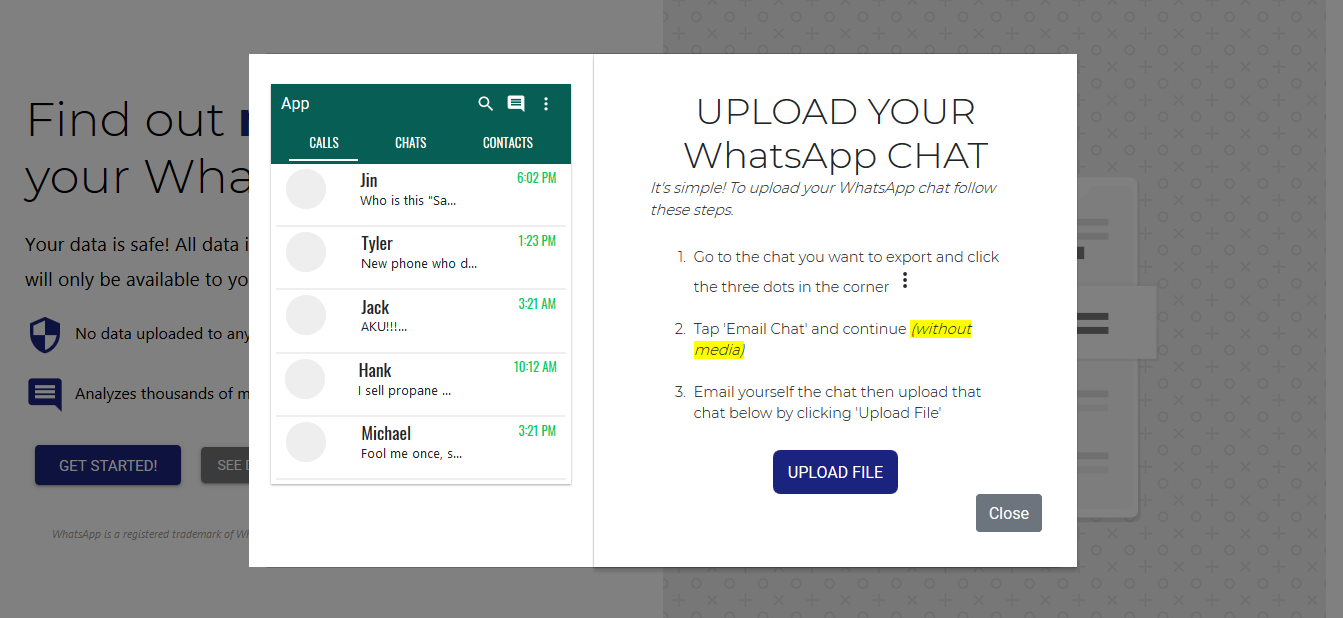 Find out
your Wha
Your data is safe! All data i
will only be available to yo
No data uploaded to any
Analyzes thousands of m
GET STARTED!
SEE
WhatsApp is a registered trademark of
App
CALLS CHATS CONTACTS
Jin 6:02 PM
Who is this "Sa...
Tyler 1:23 PM
New phone who d...
Jack 3:21 AM
AKU!!!...
Hank 10:12 AM
I sell propane ...
Michael 3:21 PM
Fool me once, s...
UPLOAD YOUR
WhatsApp CHAT
It's simple! To upload your WhatsApp chat follow
these steps.
1. Go to the chat you want to export and click
the three dots in the corner
2. Tap 'Email Chat' and continue (without
media)
3. Email yourself the chat then upload that
chat below by clicking 'Upload File'
UPLOAD FILE
Close